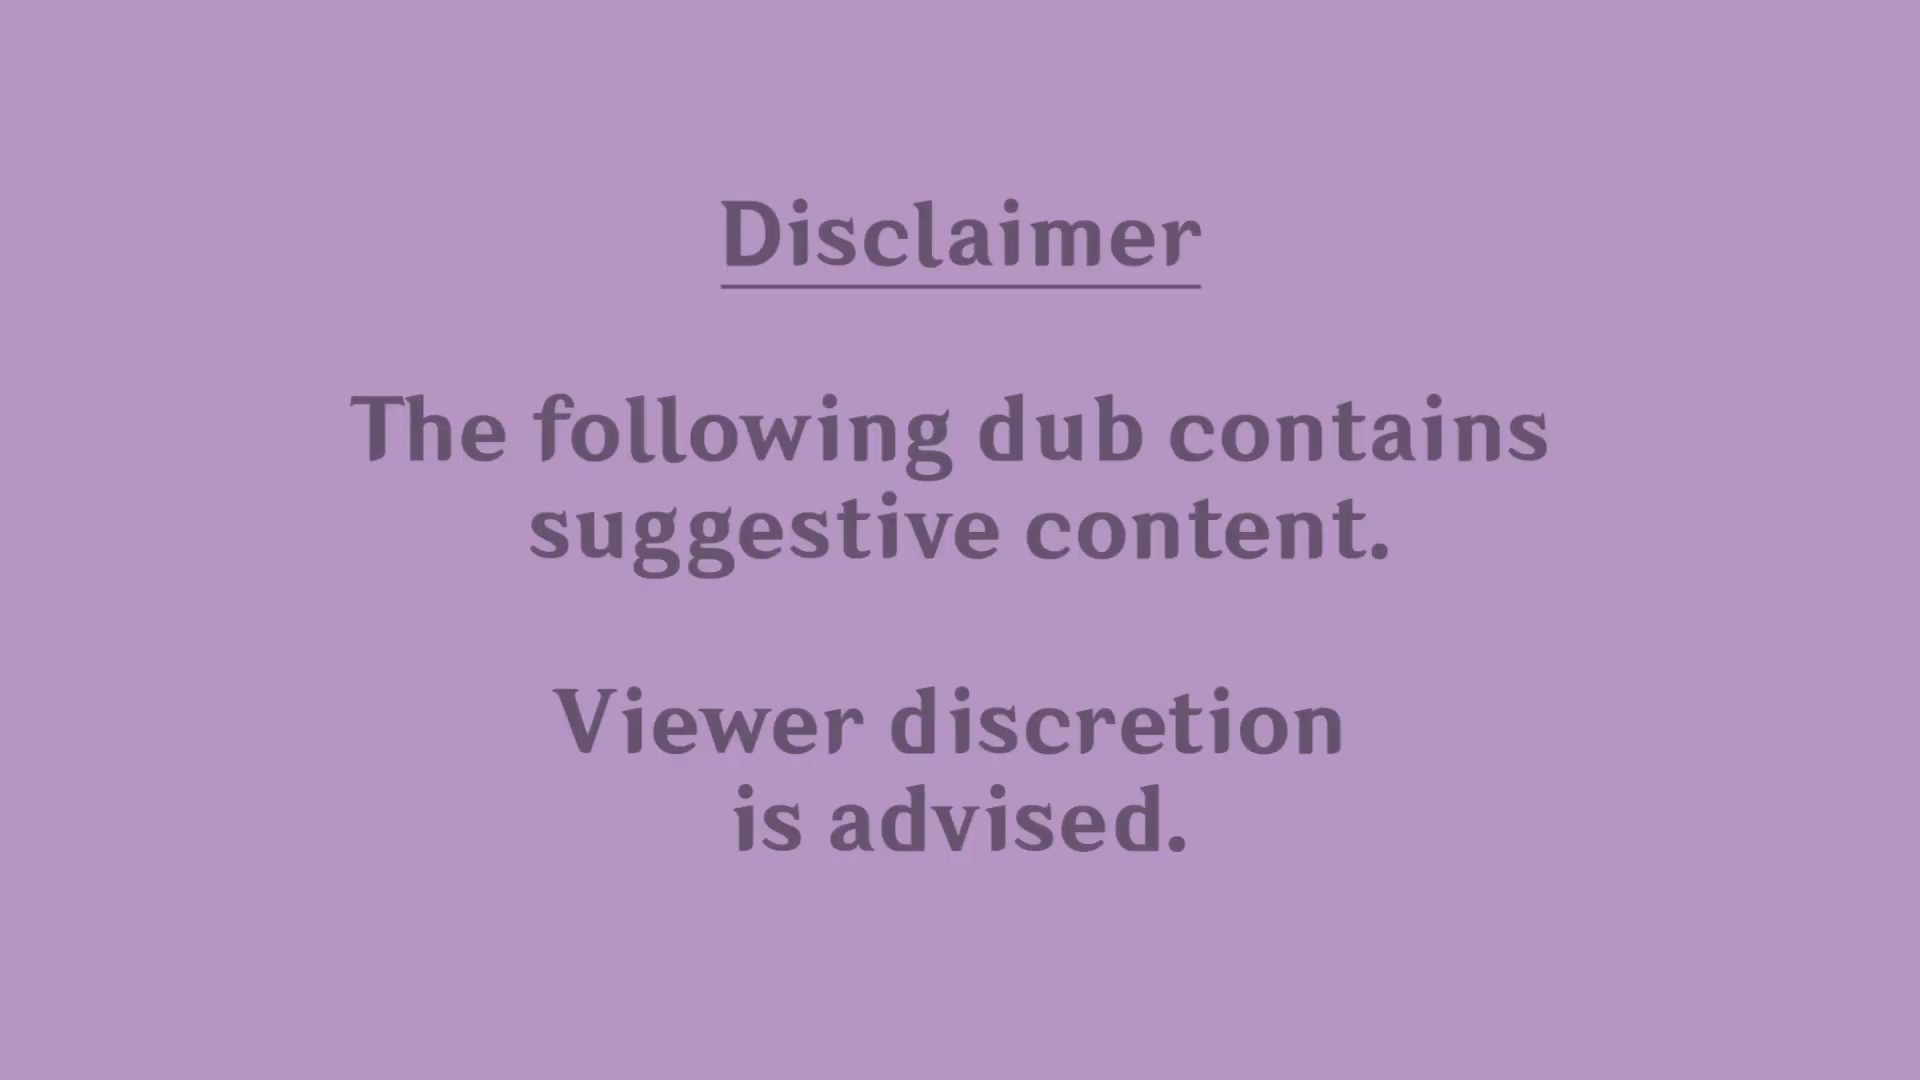 Disclaimer
The following dub contains
suggestive content.
Viewer discretion
is advised.